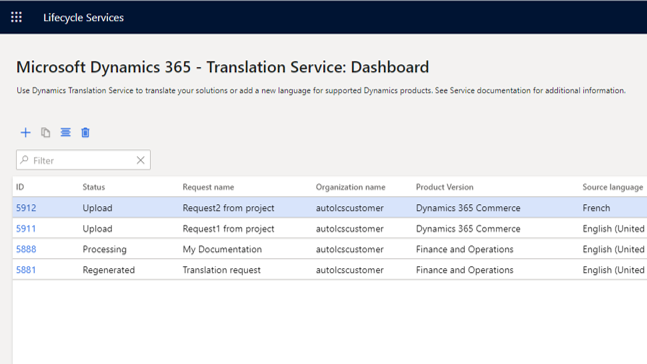 Lifecycle Services
Microsoft Dynamics 365 - Translation Service: Dashboard
Use Dynamics Translation Service to translate your solutions or add a new language for supported Dynamics products. See Service documentation for additional information.
Filter
ID Status Request name Organization name Product Version Source language
5912 Upload Request2 from project autolcscustomer Dynamics 365 Commerce French
5911 Upload Request1 from project autolcscustomer Dynamics 365 Commerce English (United
5888 Processing My Documentation autolcscustomer Finance and Operations English (United
5881 Regenerated Translation request autolcscustomer Finance and Operations English (United